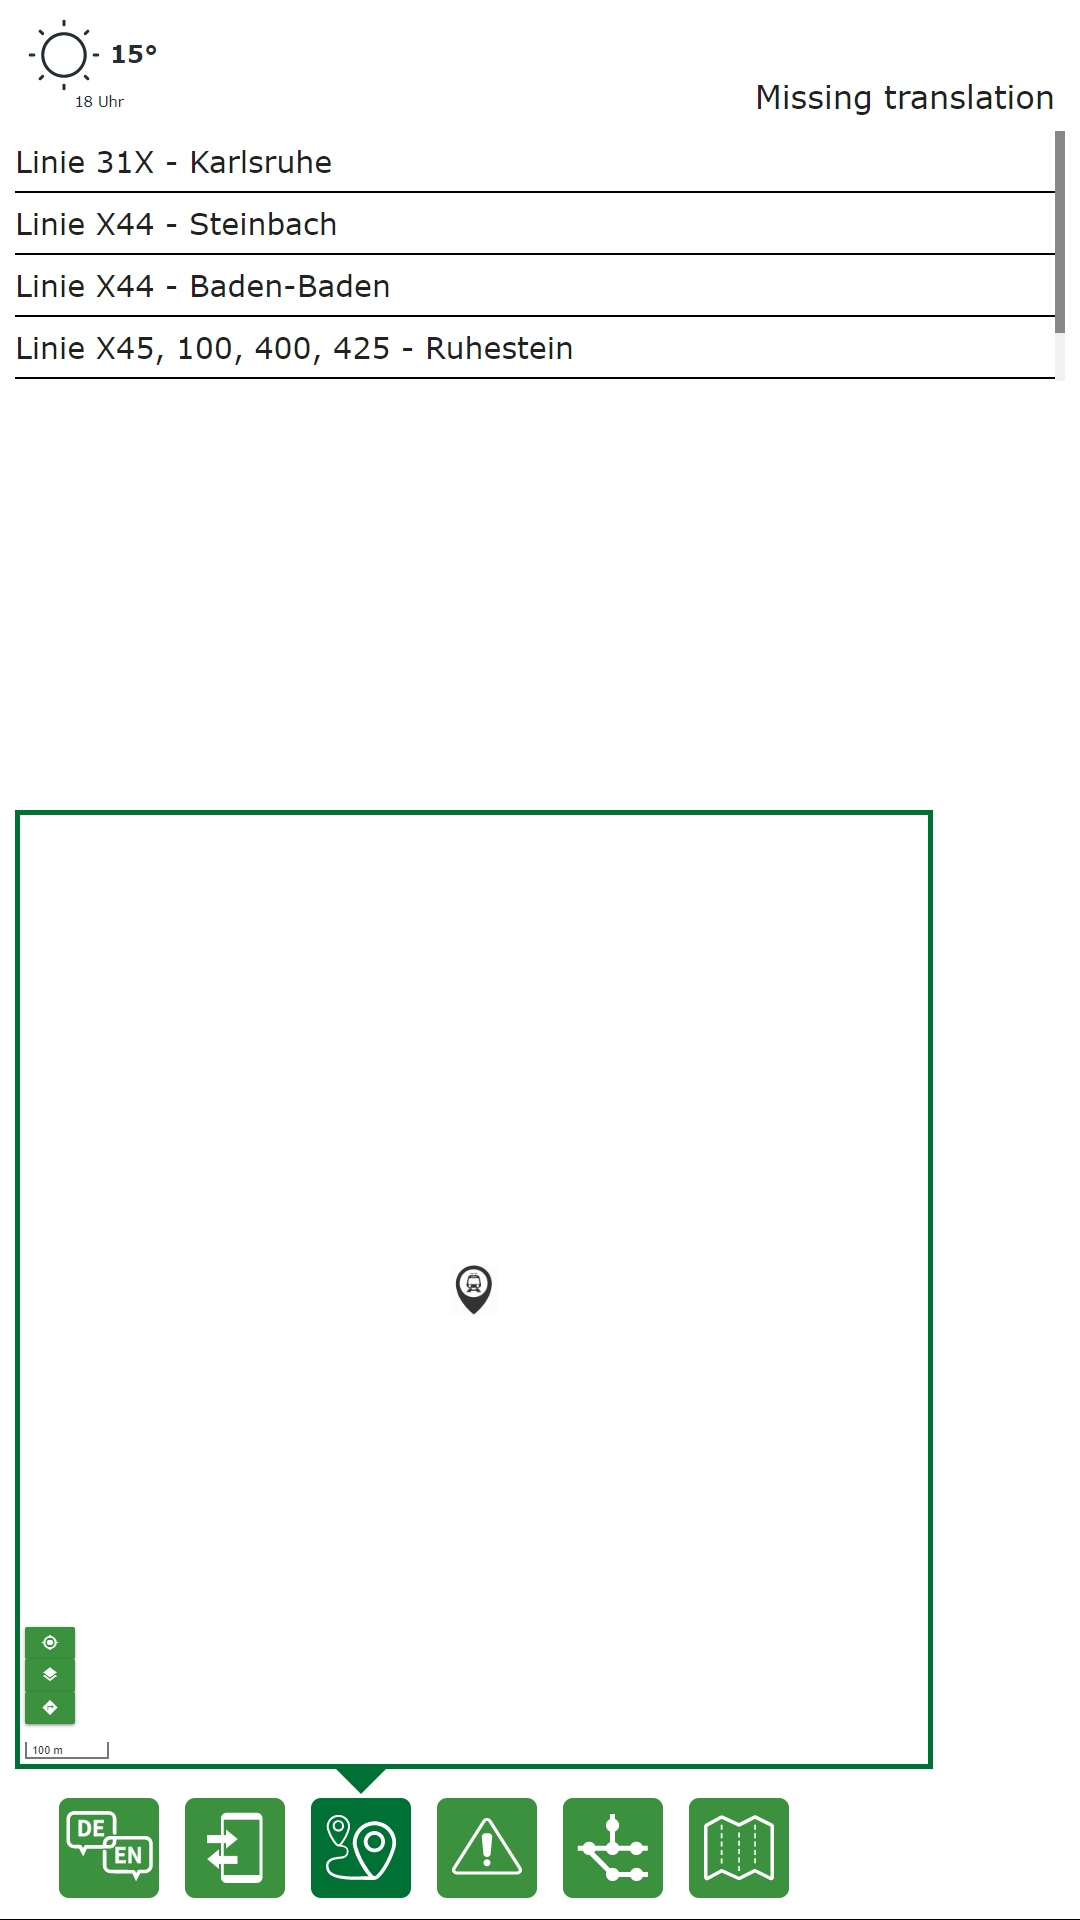 15°
18 Uhr
Missing translation
Linie 31X - Karlsruhe
Linie X44 - Steinbach
Linie X44 - Baden-Baden
Linie X45, 100, 400, 425 - Ruhestein
100 m
DE
EN